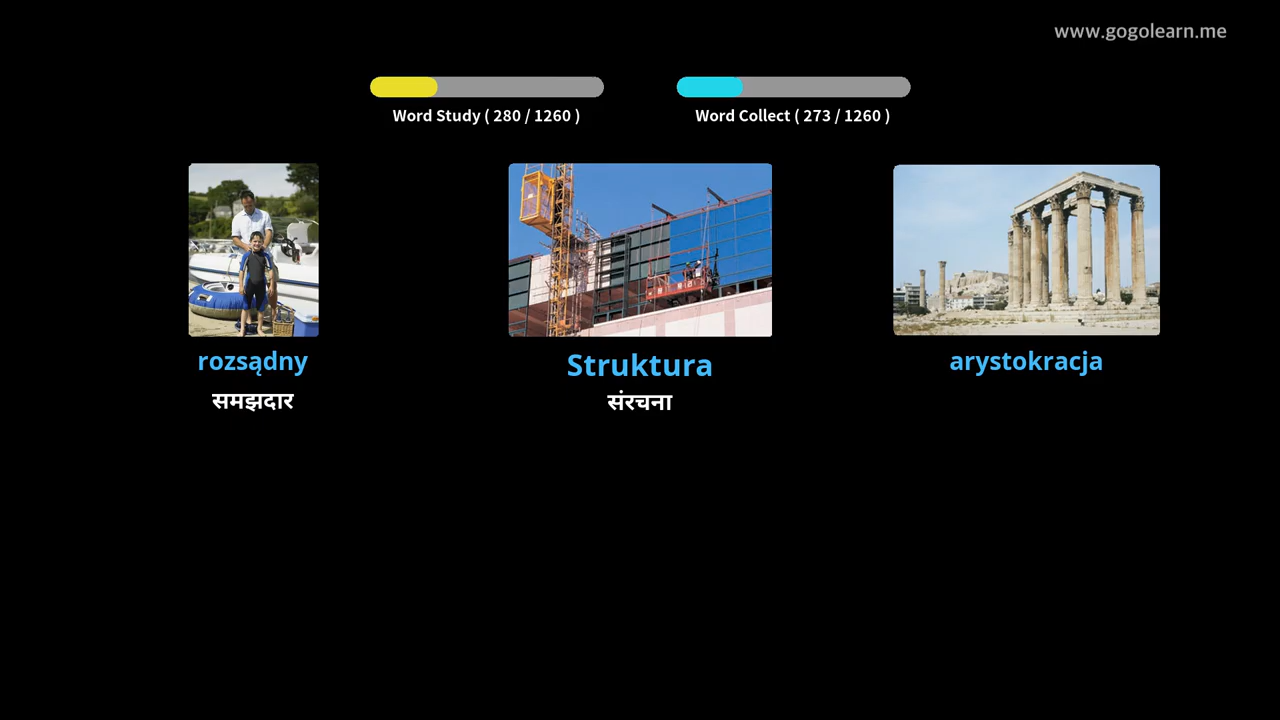 www.gogolearn.me
Word Study ( 280 / 1260 )
Word Collect ( 273 / 1260 )
rozsądny
समझदार
Struktura
संरचना
arystokracja